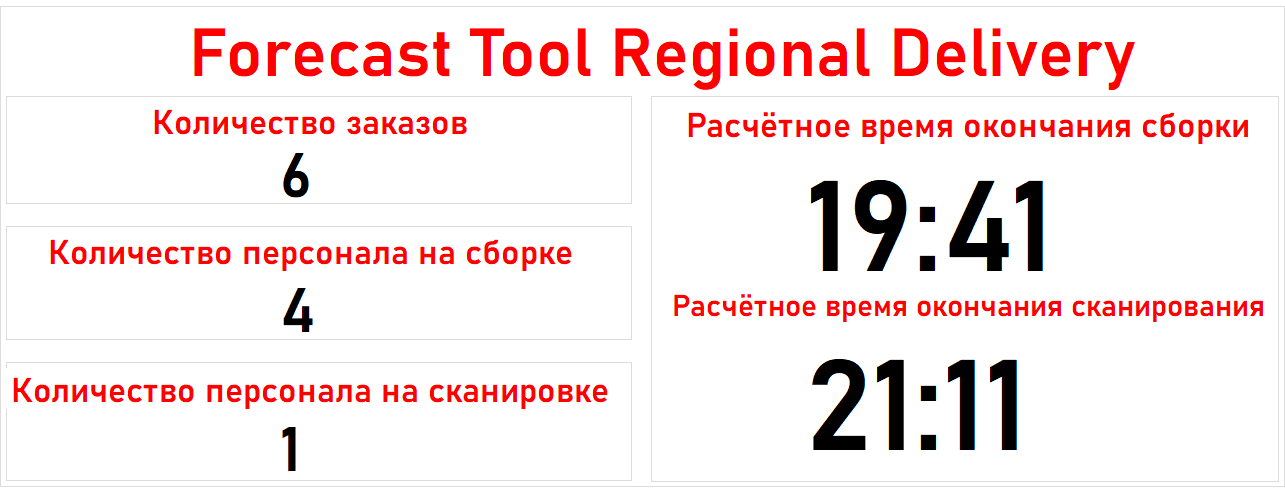 Forecast Tool Regional Delivery
Количество заказов
6
Количество персонала на сборке
4
Количество персонала на сканировке
1
Расчётное время окончания сборки
19:41
Расчётное время окончания сканирования
21:11